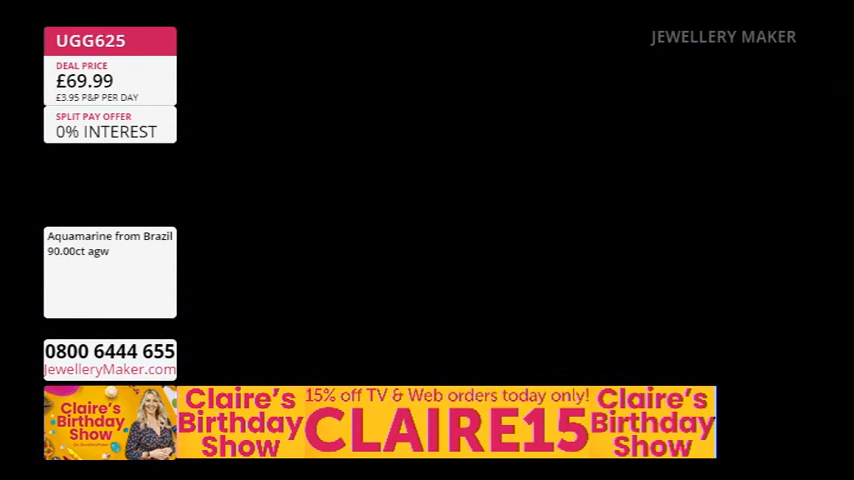 UGG625
JEWELLERY MAKER
DEAL PRICE
£69.99
£3.95 P&P PER DAY
SPLIT PAY OFFER
0% INTEREST
Aquamarine from Brazil
90.00ct agw
0800 6444 655
JewelleryMaker.com
Claire's
Birthday
Show
Claire's
Birthday
Show
15% off TV & Web orders today only!
CLAIRE15
Claire's
Birthday
Show